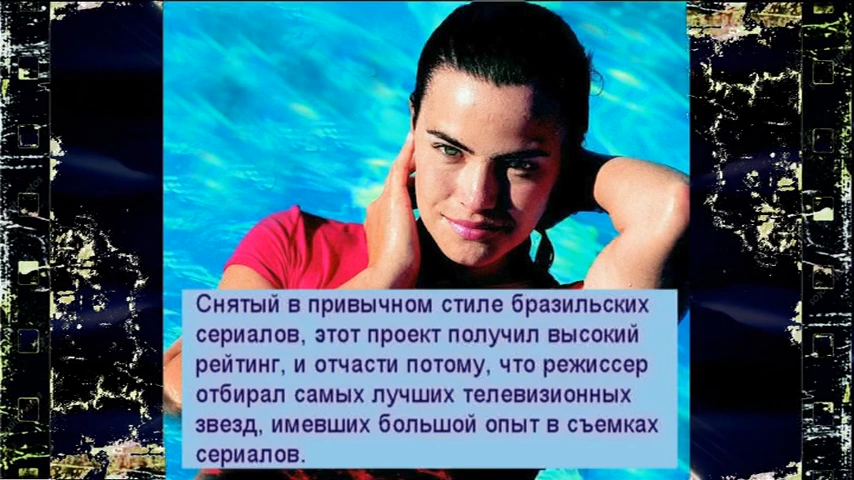 Снятый в привычном стиле бразильских
сериалов, этот проект получил высокий
рейтинг, и отчасти потому, что режиссер
отбирал самых лучших телевизионных
звезд, имевших большой опыт в съемках
сериалов.